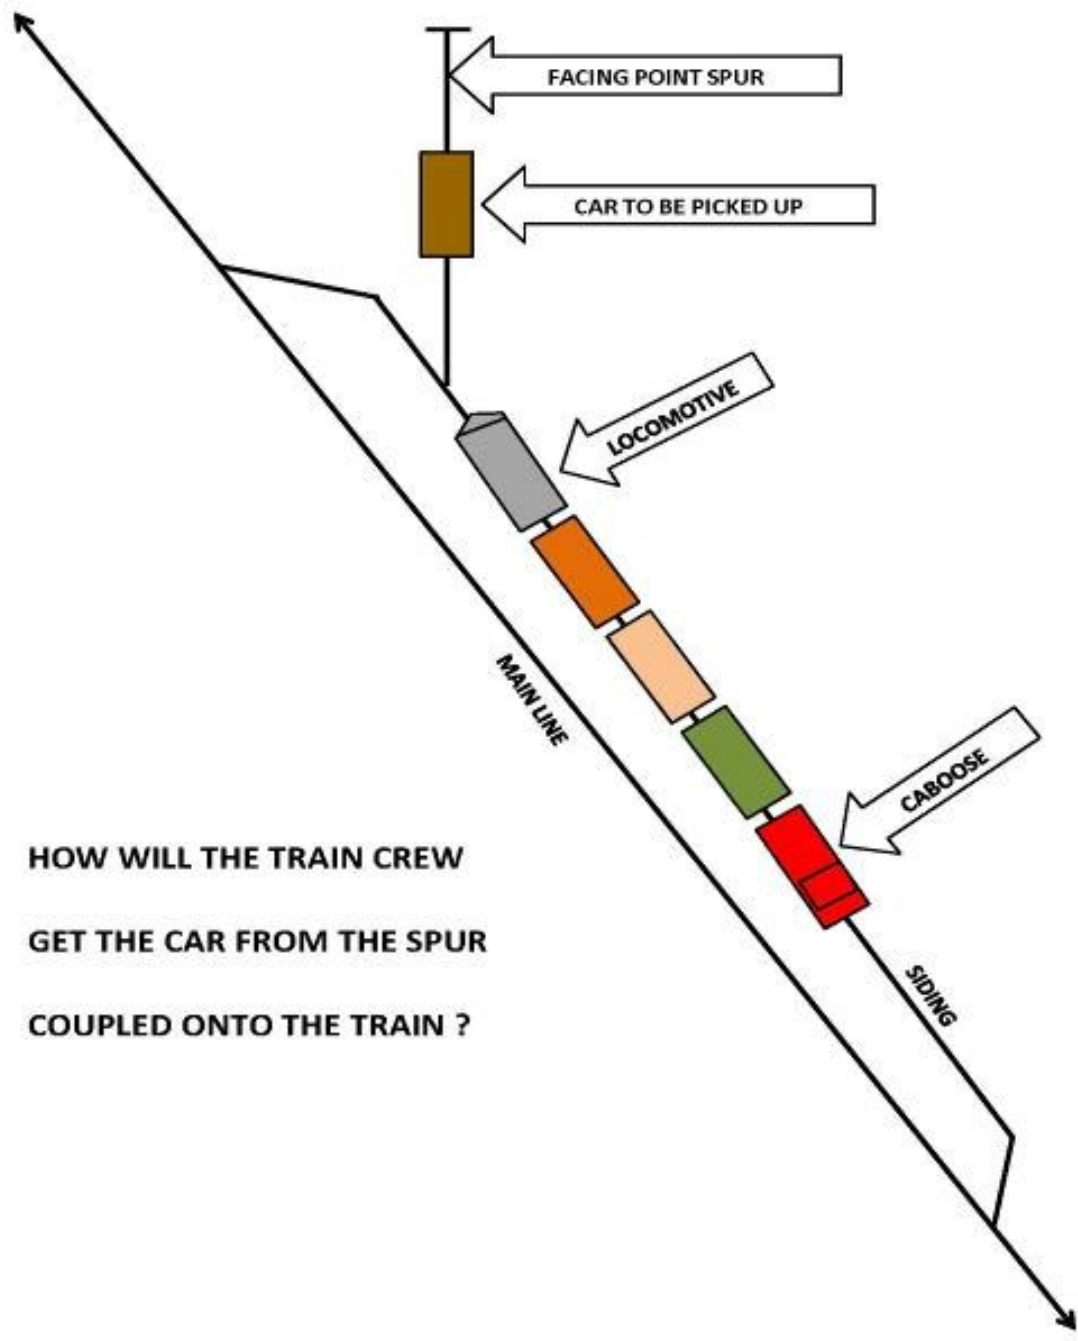 FACING POINT SPUR
CAR TO BE PICKED UP
LOCOMOTIVE
MAIN LINE
CABOOSE
HOW WILL THE TRAIN CREW
GET THE CAR FROM THE SPUR
SIDING
COUPLED ONTO THE TRAIN ?